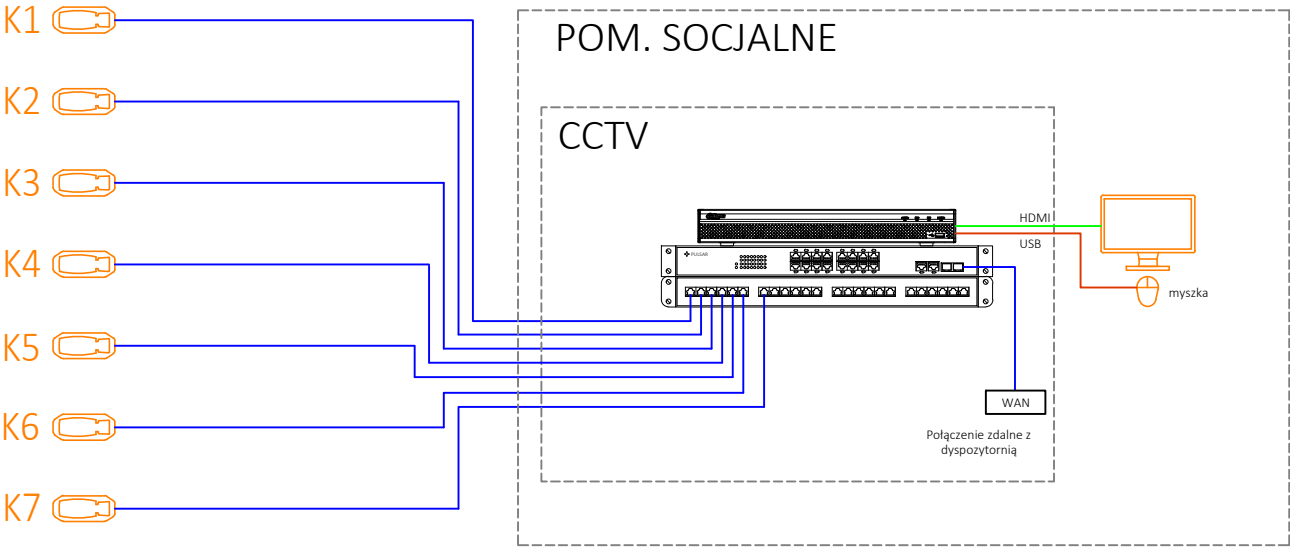 K1
K2
K3
K4
K5
K6
K7
POM. SOCJALNE
CCTV
PULSAR
HDMI
USB
myszka
WAN
Połączenie zdalne z
dyspozytornią